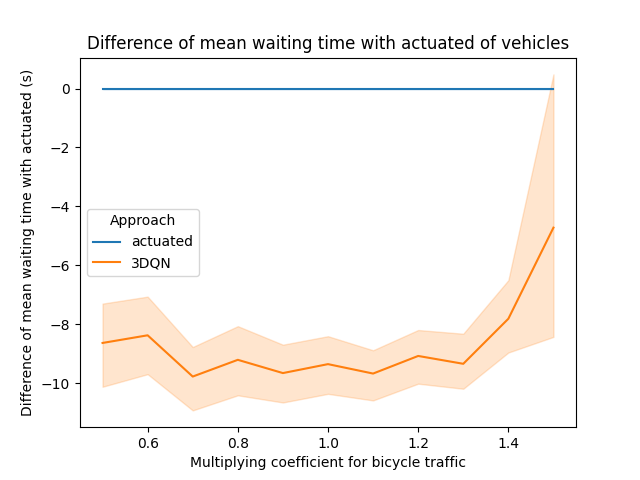 Difference of mean waiting time with actuated of vehicles
Difference of mean waiting time with actuated (s)
0
−2
−4
−6
−8
−10
Approach
actuated
3DQN
0.6 0.8 1.0 1.2 1.4
Multiplying coefficient for bicycle traffic